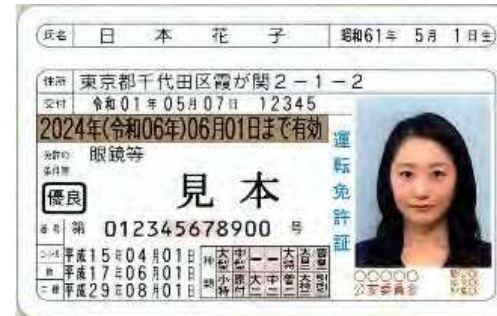 氏名 日本花子 昭和61年 5月 1日生
住所 東京都千代田区霞が関2-1-2
交付 令和01年05月07日 12345
2024年(令和06年)06月01日まで有効
免許の条件等 眼鏡等
見本
優良
番号 第 012345678900 号
平成15年04月01日
平成17年06月01日
平成29年08月01日
種類
運転免許証
公安委員会